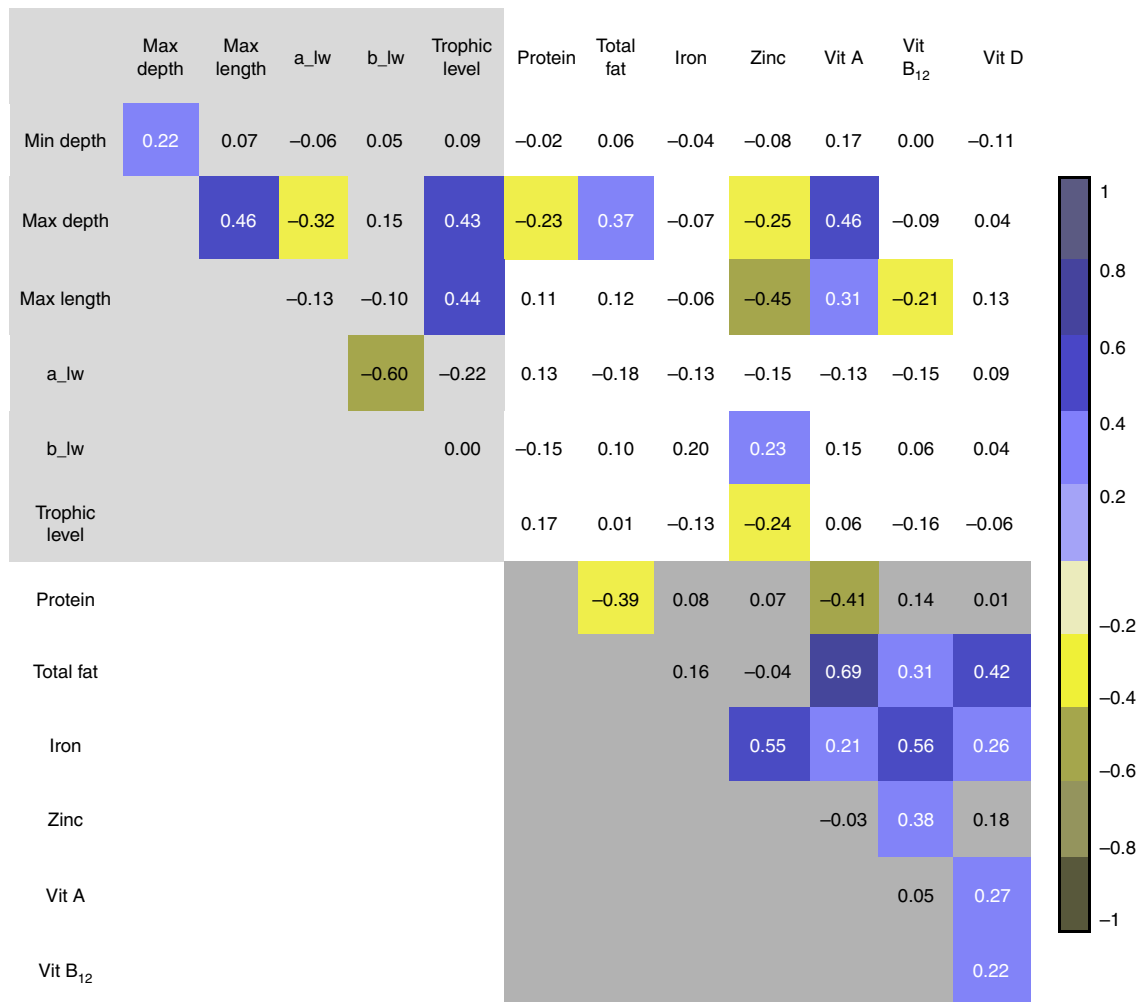 Max depth Max length a_lw b_lw Trophic level Protein Total fat Iron Zinc Vit A Vit B12 Vit D
Min depth 0.22 0.07 –0.06 0.05 0.09 –0.02 0.06 –0.04 –0.08 0.17 0.00 –0.11
Max depth 0.46 –0.32 0.15 0.43 –0.23 0.37 –0.07 –0.25 0.46 –0.09 0.04
Max length –0.13 –0.10 0.44 0.11 0.12 –0.06 –0.45 0.31 –0.21 0.13
a_lw –0.60 –0.22 0.13 –0.18 –0.13 –0.15 –0.13 –0.15 0.09
b_lw 0.00 –0.15 0.10 0.20 0.23 0.15 0.06 0.04
Trophic level 0.17 0.01 –0.13 –0.24 0.06 –0.16 –0.06
Protein –0.39 0.08 0.07 –0.41 0.14 0.01
Total fat 0.16 –0.04 0.69 0.31 0.42
Iron 0.55 0.21 0.56 0.26
Zinc –0.03 0.38 0.18
Vit A 0.05 0.27
Vit B12 0.22
1
0.8
0.6
0.4
0.2
–0.2
–0.4
–0.6
–0.8
–1